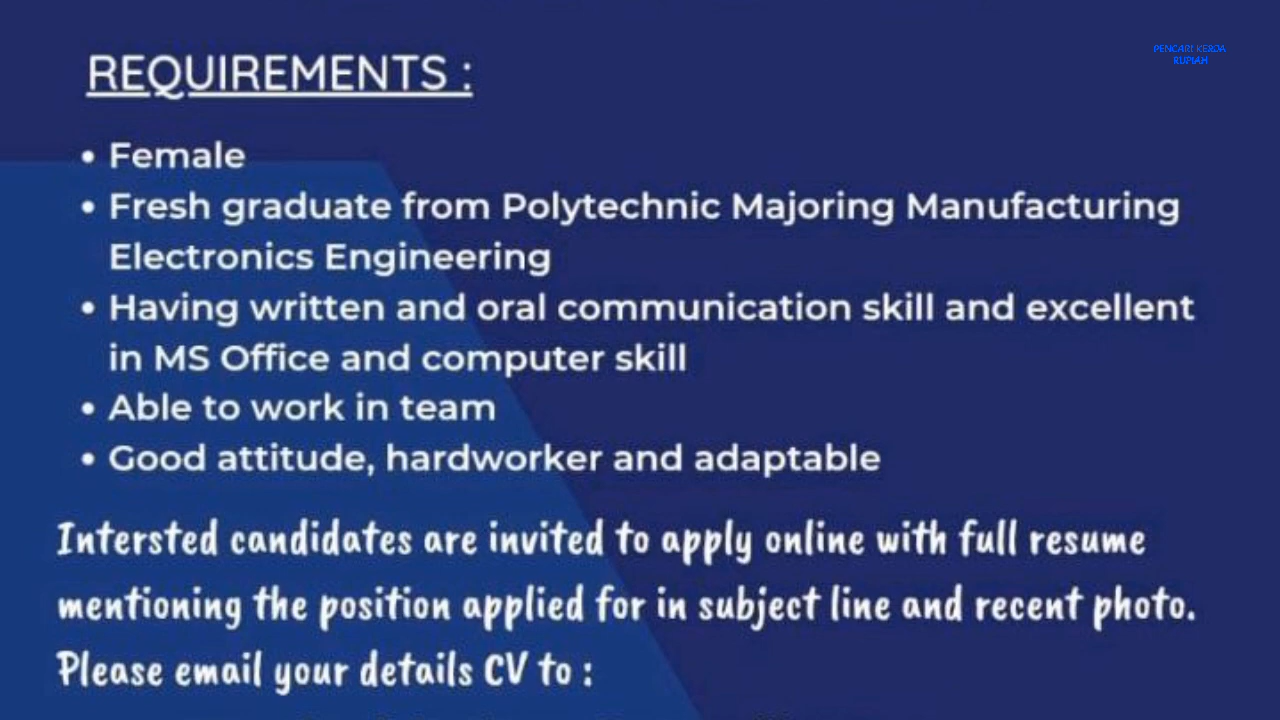 REQUIREMENTS :
PENCARI KERJA
RUPIAH
• Female
• Fresh graduate from Polytechnic Majoring Manufacturing
Electronics Engineering
• Having written and oral communication skill and excellent
in MS Office and computer skill
• Able to work in team
• Good attitude, hardworker and adaptable
Intersted candidates are invited to apply online with full resume
mentioning the position applied for in subject line and recent photo.
Please email your details CV to :